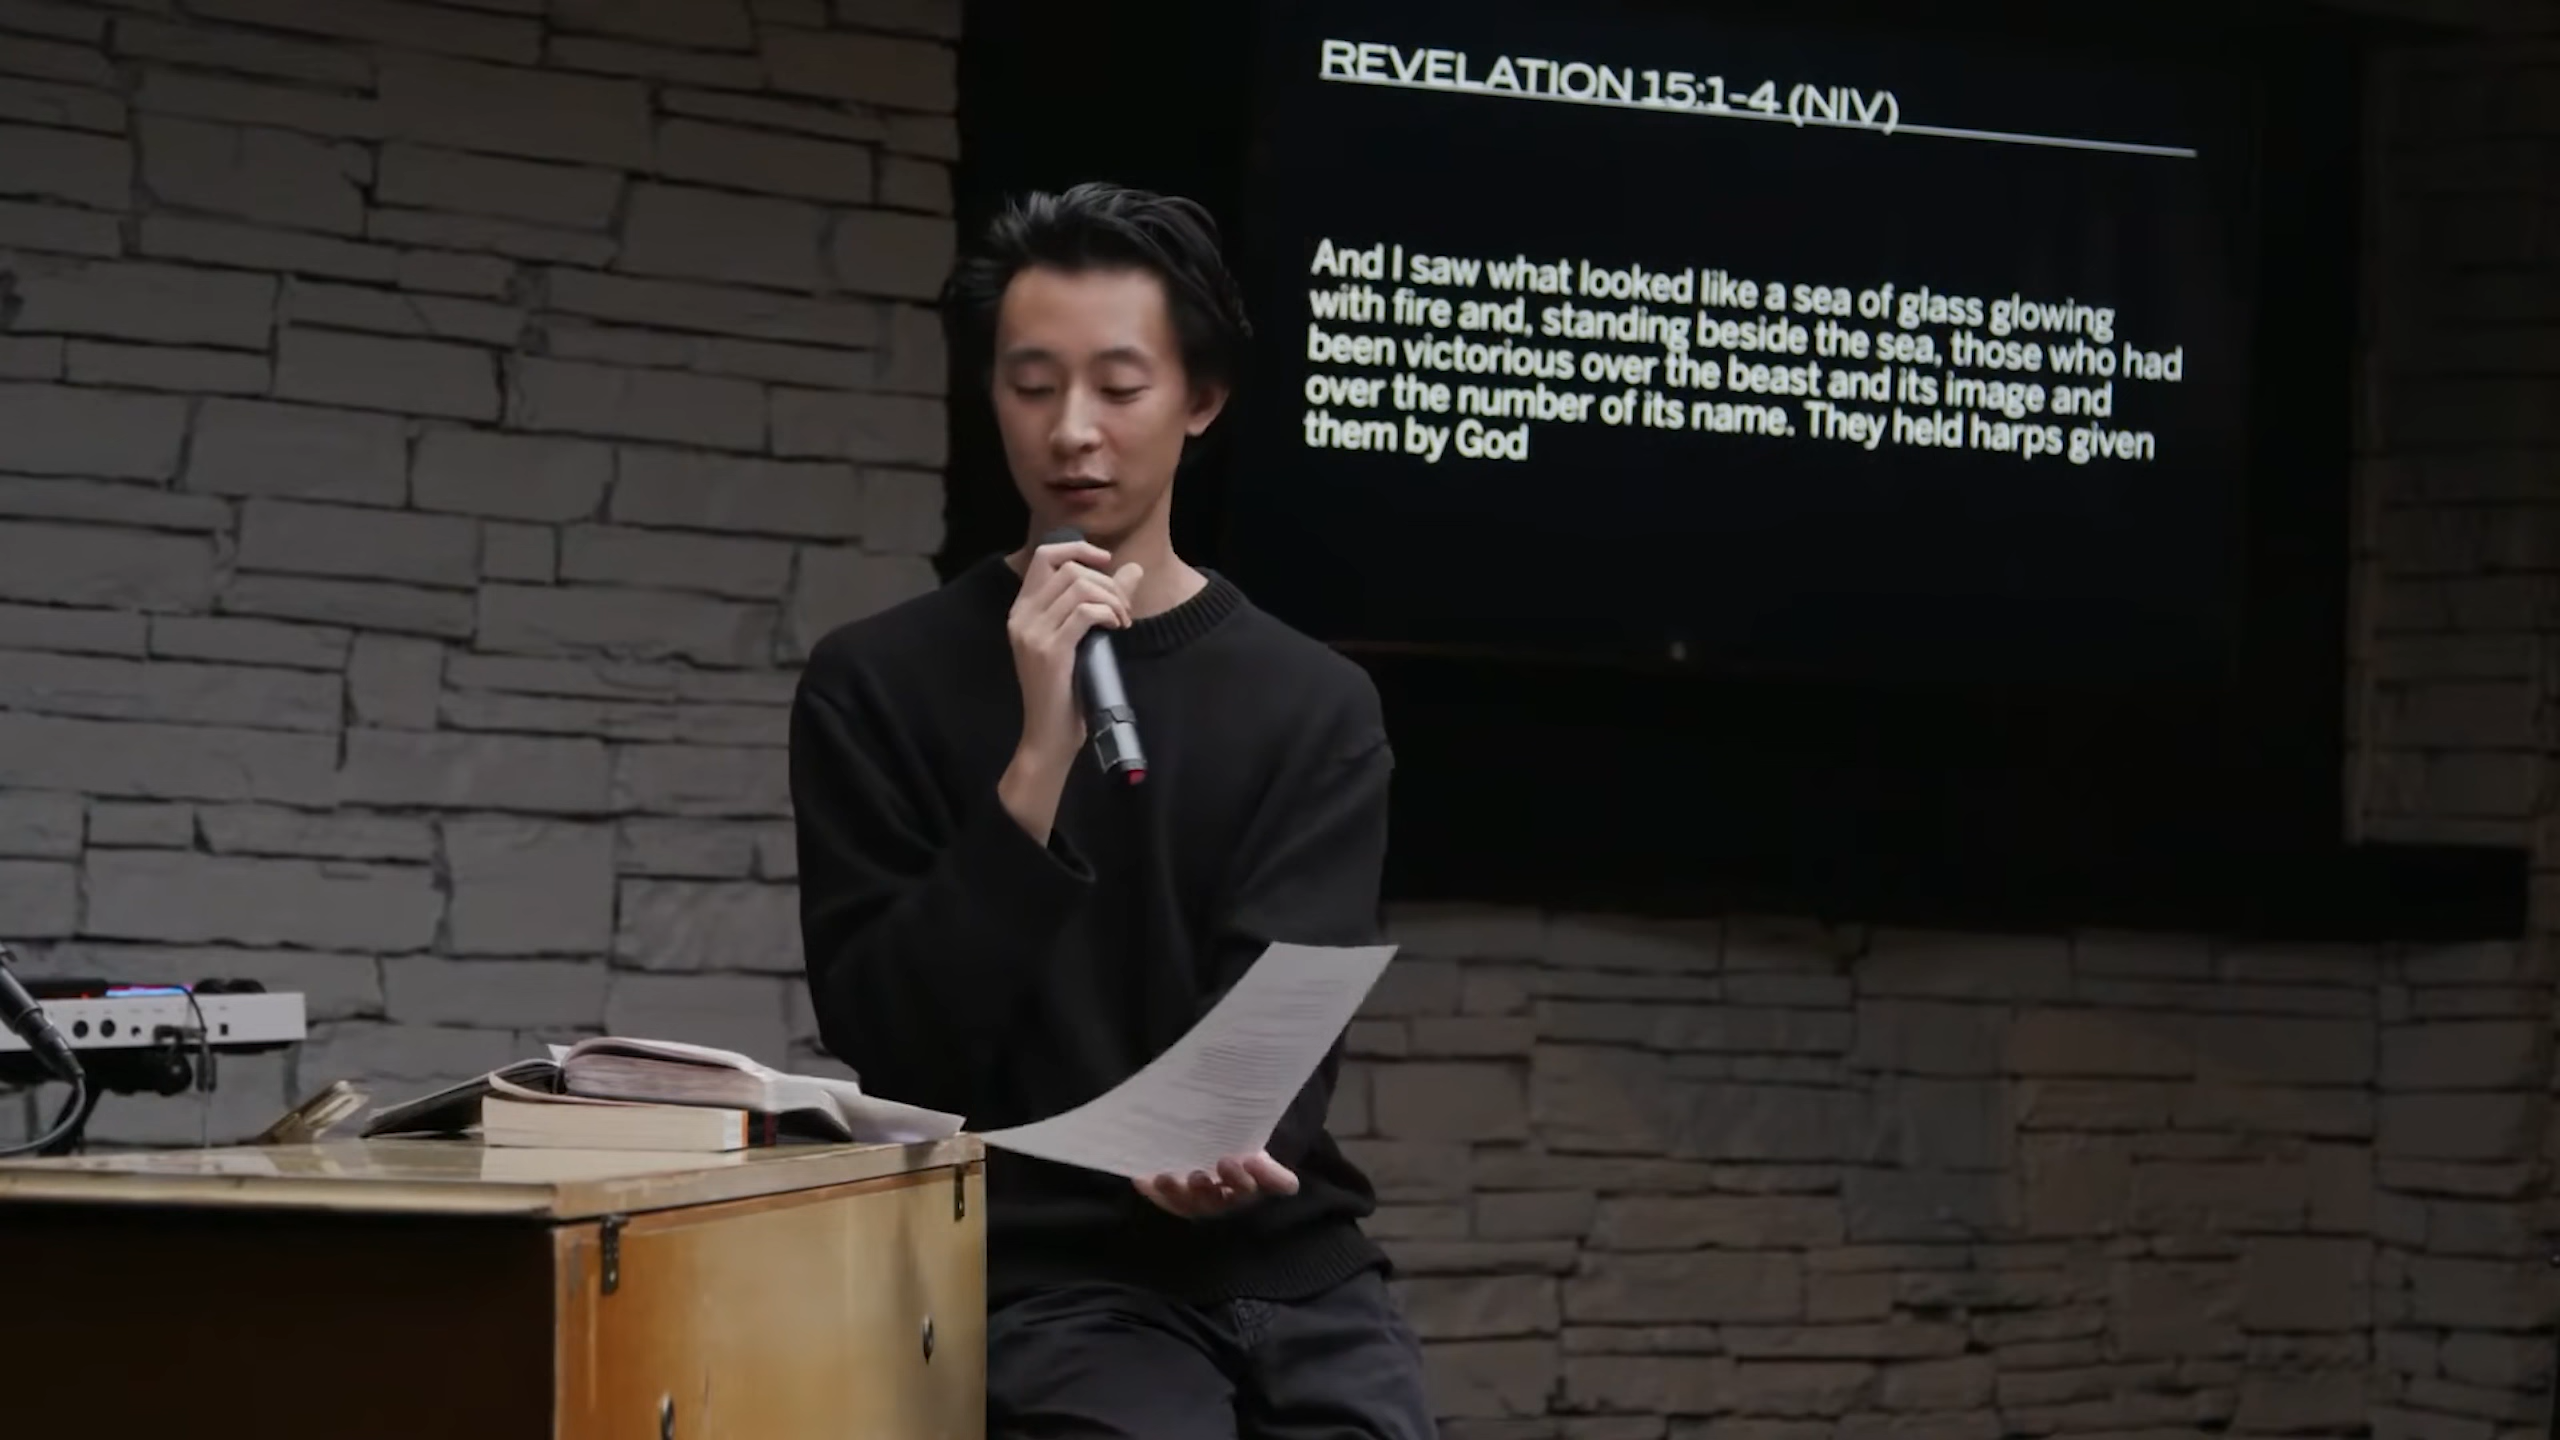 REVELATION 15:1-4 (NIV)
And I saw what looked like a sea of glass glowing
with fire and, standing beside the sea, those who had
been victorious over the beast and its image and
over the number of its name. They held harps given
them by God